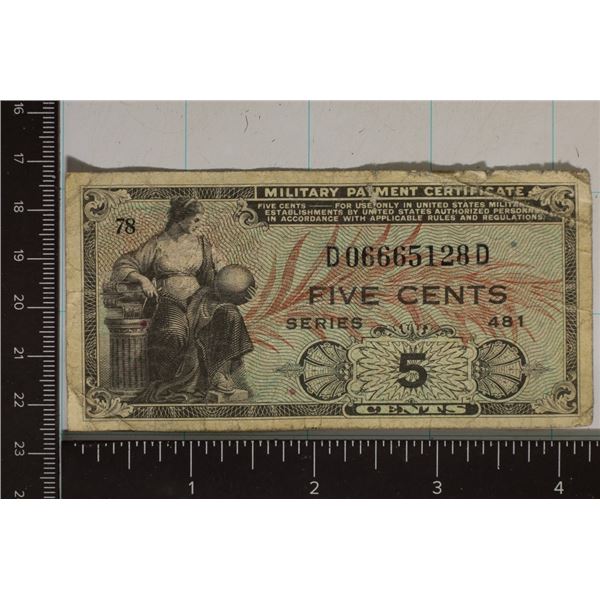 MILITARY PAYMENT CERTIFICATE
FIVE CENTS — FOR USE ONLY IN UNITED STATES MILITARY
ESTABLISHMENTS BY UNITED STATES AUTHORIZED PERSONNEL
IN ACCORDANCE WITH APPLICABLE RULES AND REGULATIONS.
78
D06665128D
FIVE CENTS
SERIES 481
5
CENTS
16
17
18
19
20
21
22
23
1 2 3 4